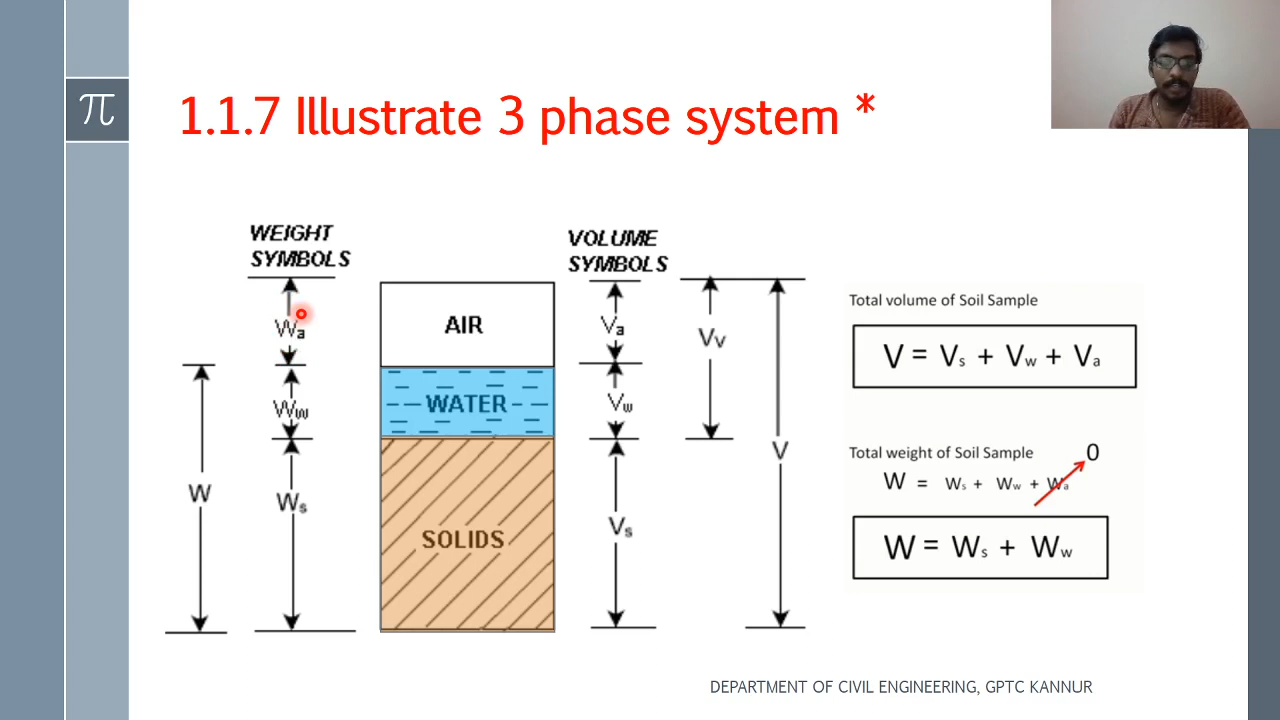 π
1.1.7 Illustrate 3 phase system *
WEIGHT
SYMBOLS
VOLUME
SYMBOLS
Wa
Ww
Ws
W
AIR
WATER
SOLIDS
Va
Vw
Vs
Vv
V
Total volume of Soil Sample
V = Vs + Vw + Va
Total weight of Soil Sample
0
W = Ws + Ww + Wa
W = Ws + Ww
DEPARTMENT OF CIVIL ENGINEERING, GPTC KANNUR